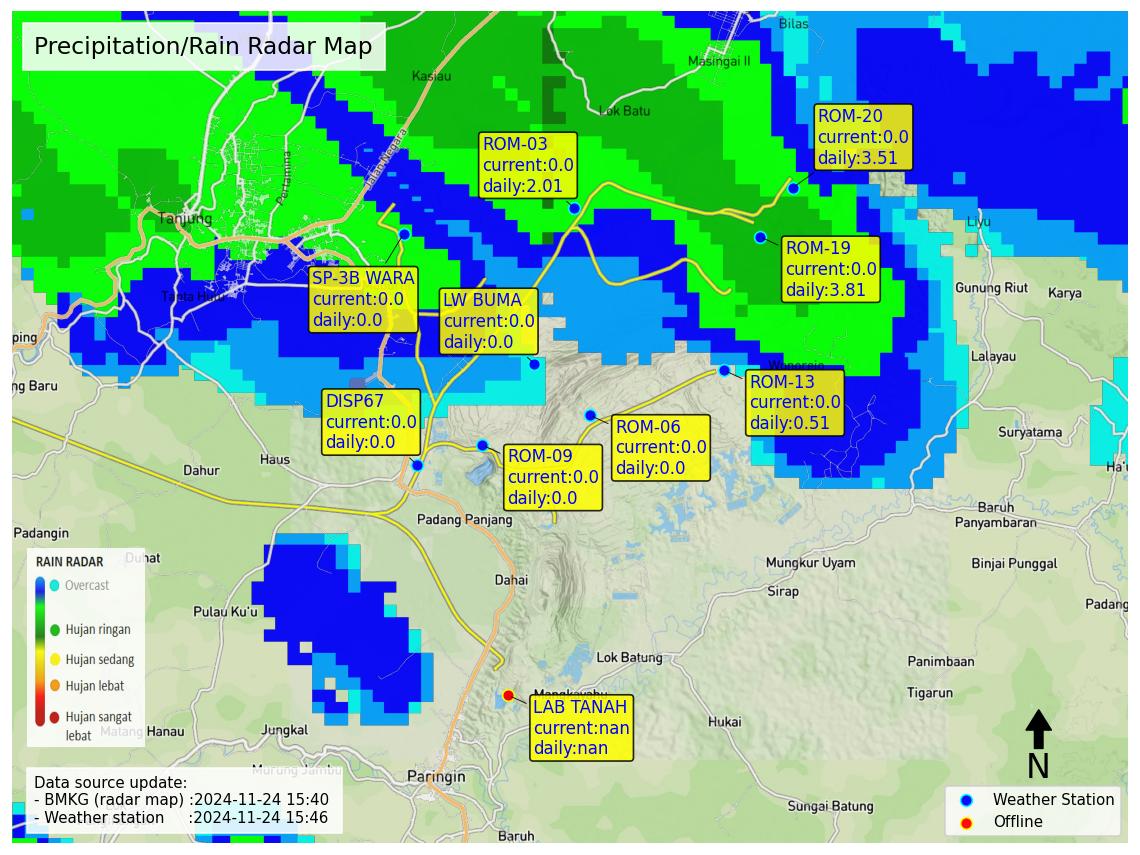 Precipitation/Rain Radar Map
Bilas
Masingai II
Kasiau
Lok Batu
Jalan Negara
Pertamina
Tanjung
Tanta Hulu
ROM-03
current:0.0
daily:2.01
ROM-20
current:0.0
daily:3.51
ROM-19
current:0.0
daily:3.81
SP-3B WARA
current:0.0
daily:0.0
LW BUMA
current:0.0
daily:0.0
Liyu
Gunung Riut
Karya
Lalayau
ping
ng Baru
Wonorejo
ROM-13
current:0.0
daily:0.51
DISP67
current:0.0
daily:0.0
ROM-06
current:0.0
daily:0.0
ROM-09
current:0.0
daily:0.0
Suryatama
Ha'u
Dahur
Haus
Padang Panjang
Baruh
Panyambaran
Padangin
Duhat
Binjai Punggal
Mungkur Uyam
Dahai
Sirap
Padang
Pulau Ku'u
RAIN RADAR
Overcast
Hujan ringan
Hujan sedang
Hujan lebat
Hujan sangat
lebat
Lok Batung
Panimbaan
Tigarun
Mangkayahu
LAB TANAH
current:nan
daily:nan
Hukai
Matang Hanau
Jungkal
Murung Jambu
Paringin
Sungai Batung
Baruh
Data source update:
- BMKG (radar map) :2024-11-24 15:40
- Weather station :2024-11-24 15:46
N
Weather Station
Offline